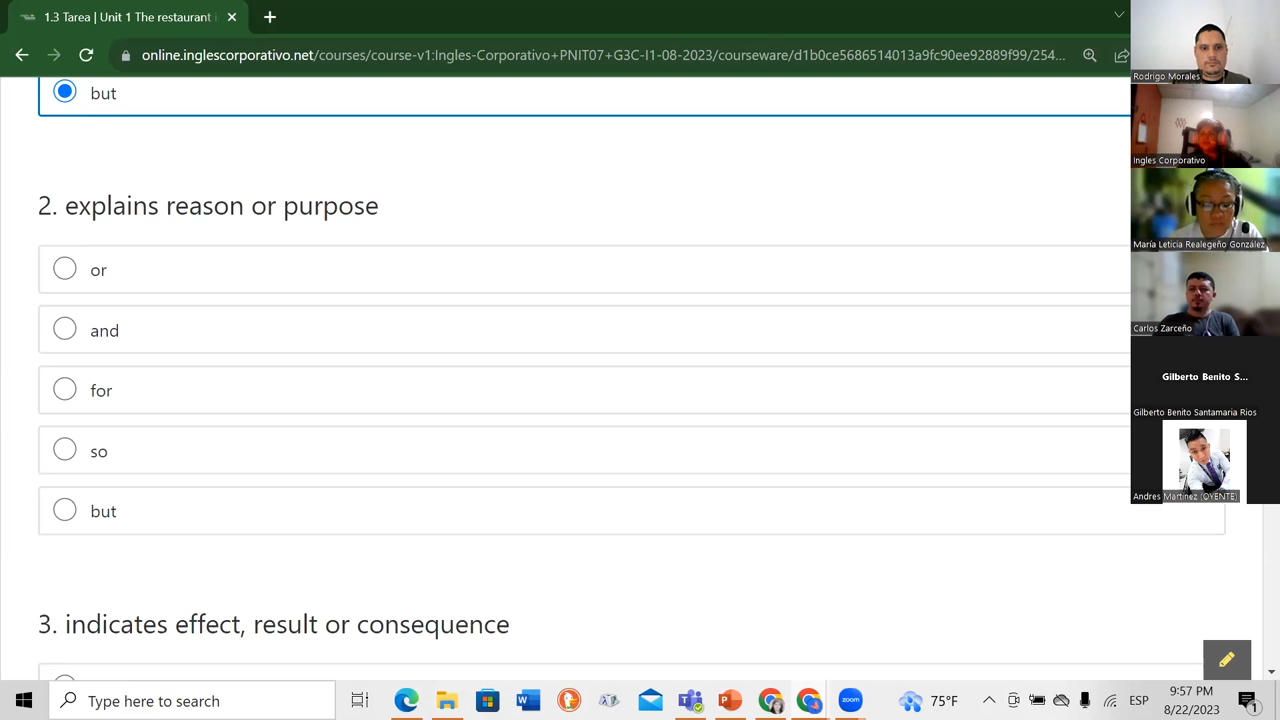 1.3 Tarea | Unit 1 The restaurant
online.inglescorporativo.net/courses/course-v1:Ingles-Corporativo+PNIT07+G3C-I1-08-2023/courseware/d1b0ce5686514013a9fc90ee92889f99/254...
but
2. explains reason or purpose
or
and
for
so
but
3. indicates effect, result or consequence
Rodrigo Morales
Ingles Corporativo
María Leticia Realegeño González
Carlos Zarceño
Gilberto Benito S...
Gilberto Benito Santamaria Rios
Andres Martinez (OYENTE)
Type here to search
zoom
75°F
ESP
9:57 PM
8/22/2023
1